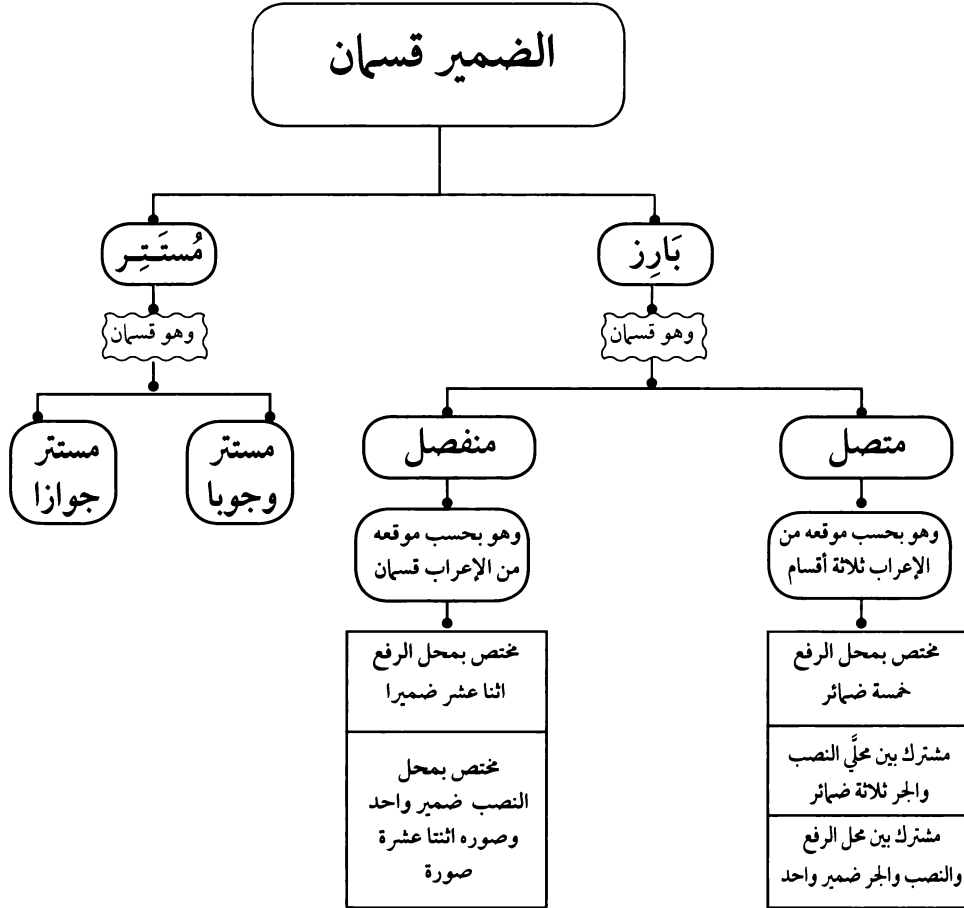 الضمير قسمان
بَارِز
مُستَتِر
وهو قسمان
وهو قسمان
متصل
منفصل
مستتر
وجوبا
مستتر
جوازا
وهو بحسب موقعه من
الإعراب ثلاثة أقسام
وهو بحسب موقعه
من الإعراب قسمان
مختص بمحل الرفع
خمسة ضمائر
مشترك بين محلَّي النصب
والجر ثلاثة ضمائر
مشترك بين محل الرفع
والنصب والجر ضمير واحد
مختص بمحل الرفع
اثنا عشر ضميرا
مختص بمحل
النصب ضمير واحد
وصوره اثنتا عشرة
صورة